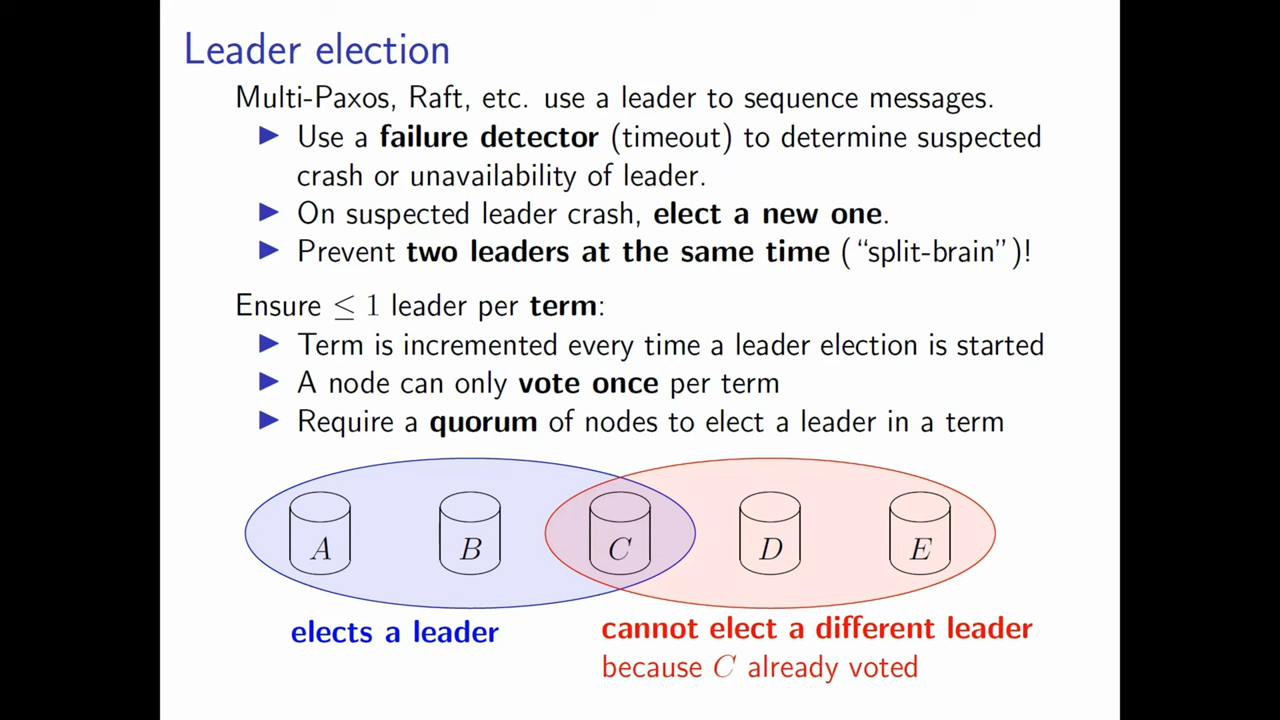 Leader election
Multi-Paxos, Raft, etc. use a leader to sequence messages.
▶ Use a failure detector (timeout) to determine suspected
crash or unavailability of leader.
▶ On suspected leader crash, elect a new one.
▶ Prevent two leaders at the same time (“split-brain”)!
Ensure ≤ 1 leader per term:
▶ Term is incremented every time a leader election is started
▶ A node can only vote once per term
▶ Require a quorum of nodes to elect a leader in a term
A B C D E
elects a leader
cannot elect a different leader
because C already voted